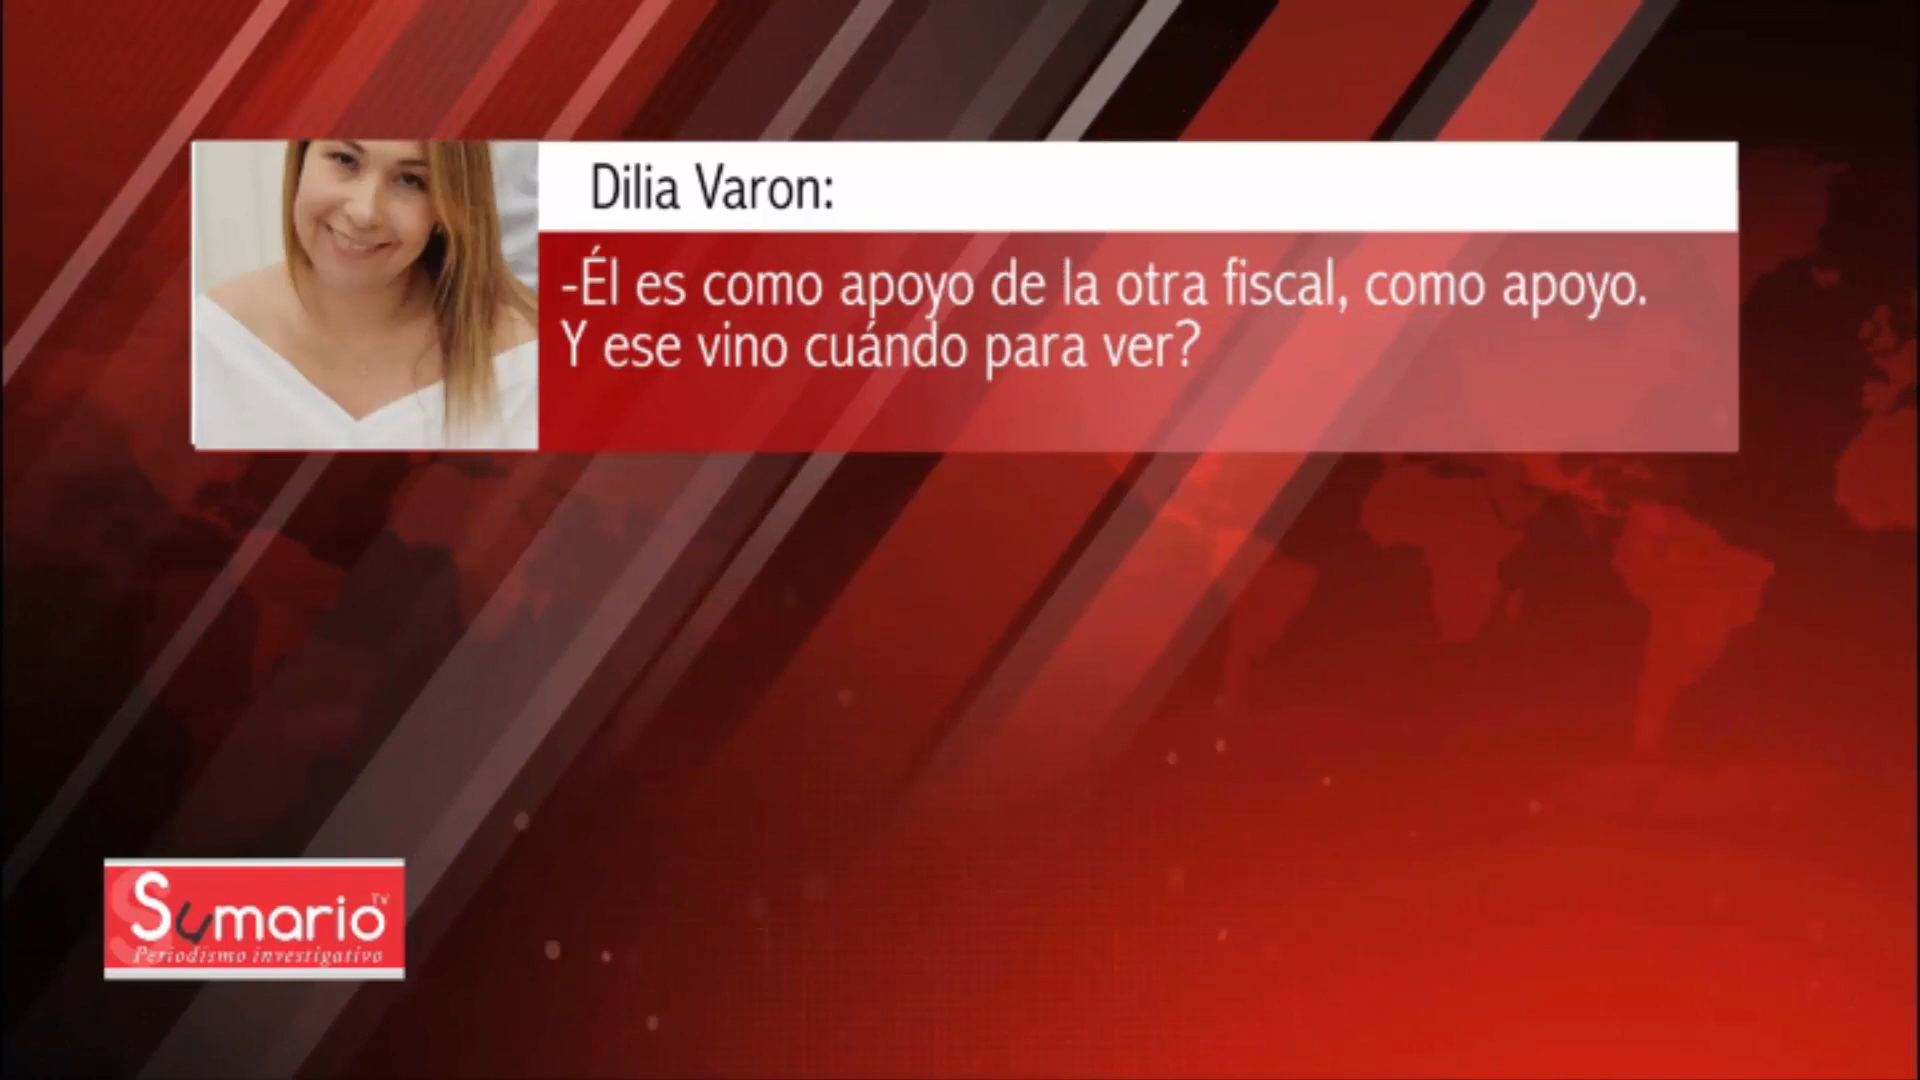 Dilia Varon:
-Él es como apoyo de la otra fiscal, como apoyo.
Y ese vino cuándo para ver?
Sumario TV
Periodismo investigativo